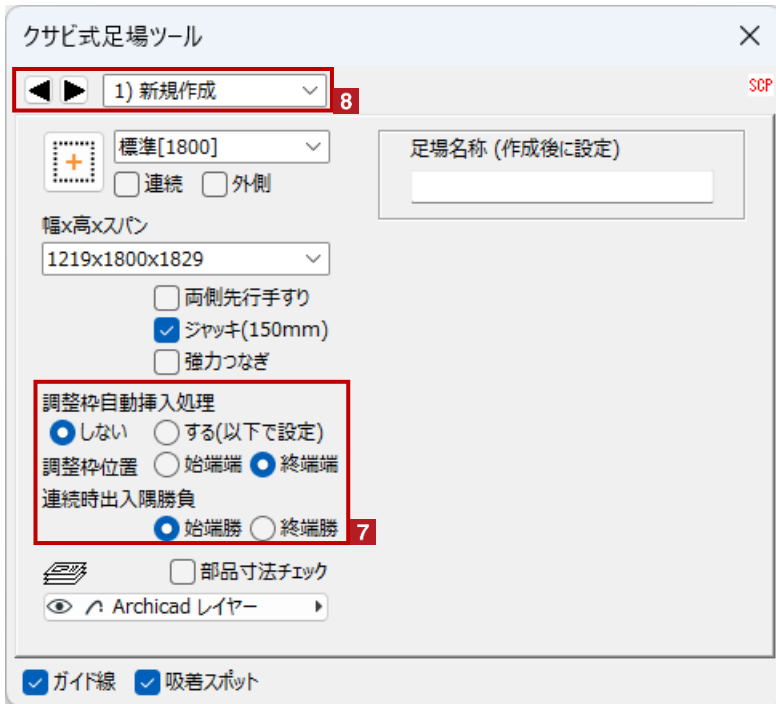 クサビ式足場ツール
1) 新規作成
8
SCP
標準[1800]
連続 外側
足場名称 (作成後に設定)
幅x高xスパン
1219x1800x1829
両側先行手すり
ジャッキ(150mm)
強力つなぎ
調整枠自動挿入処理
しない する(以下で設定)
調整枠位置 始端端 終端端
連続時出入隅勝負
始端勝 終端勝
7
部品寸法チェック
Archicad レイヤー
ガイド線 吸着スポット